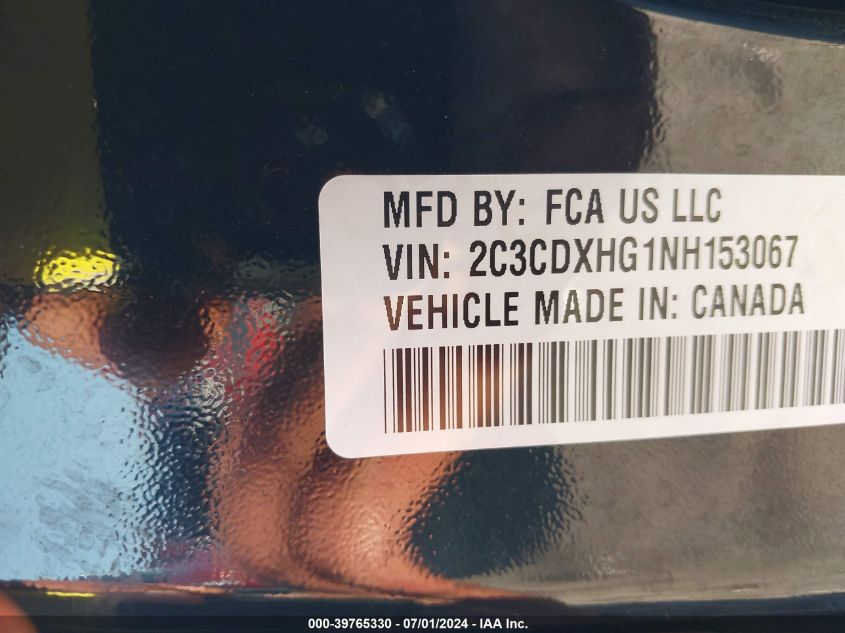 MFD BY: FCA US LLC
VIN: 2C3CDXHG1NH153067
VEHICLE MADE IN: CANADA
000-39765330 - 07/01/2024 - IAA Inc.